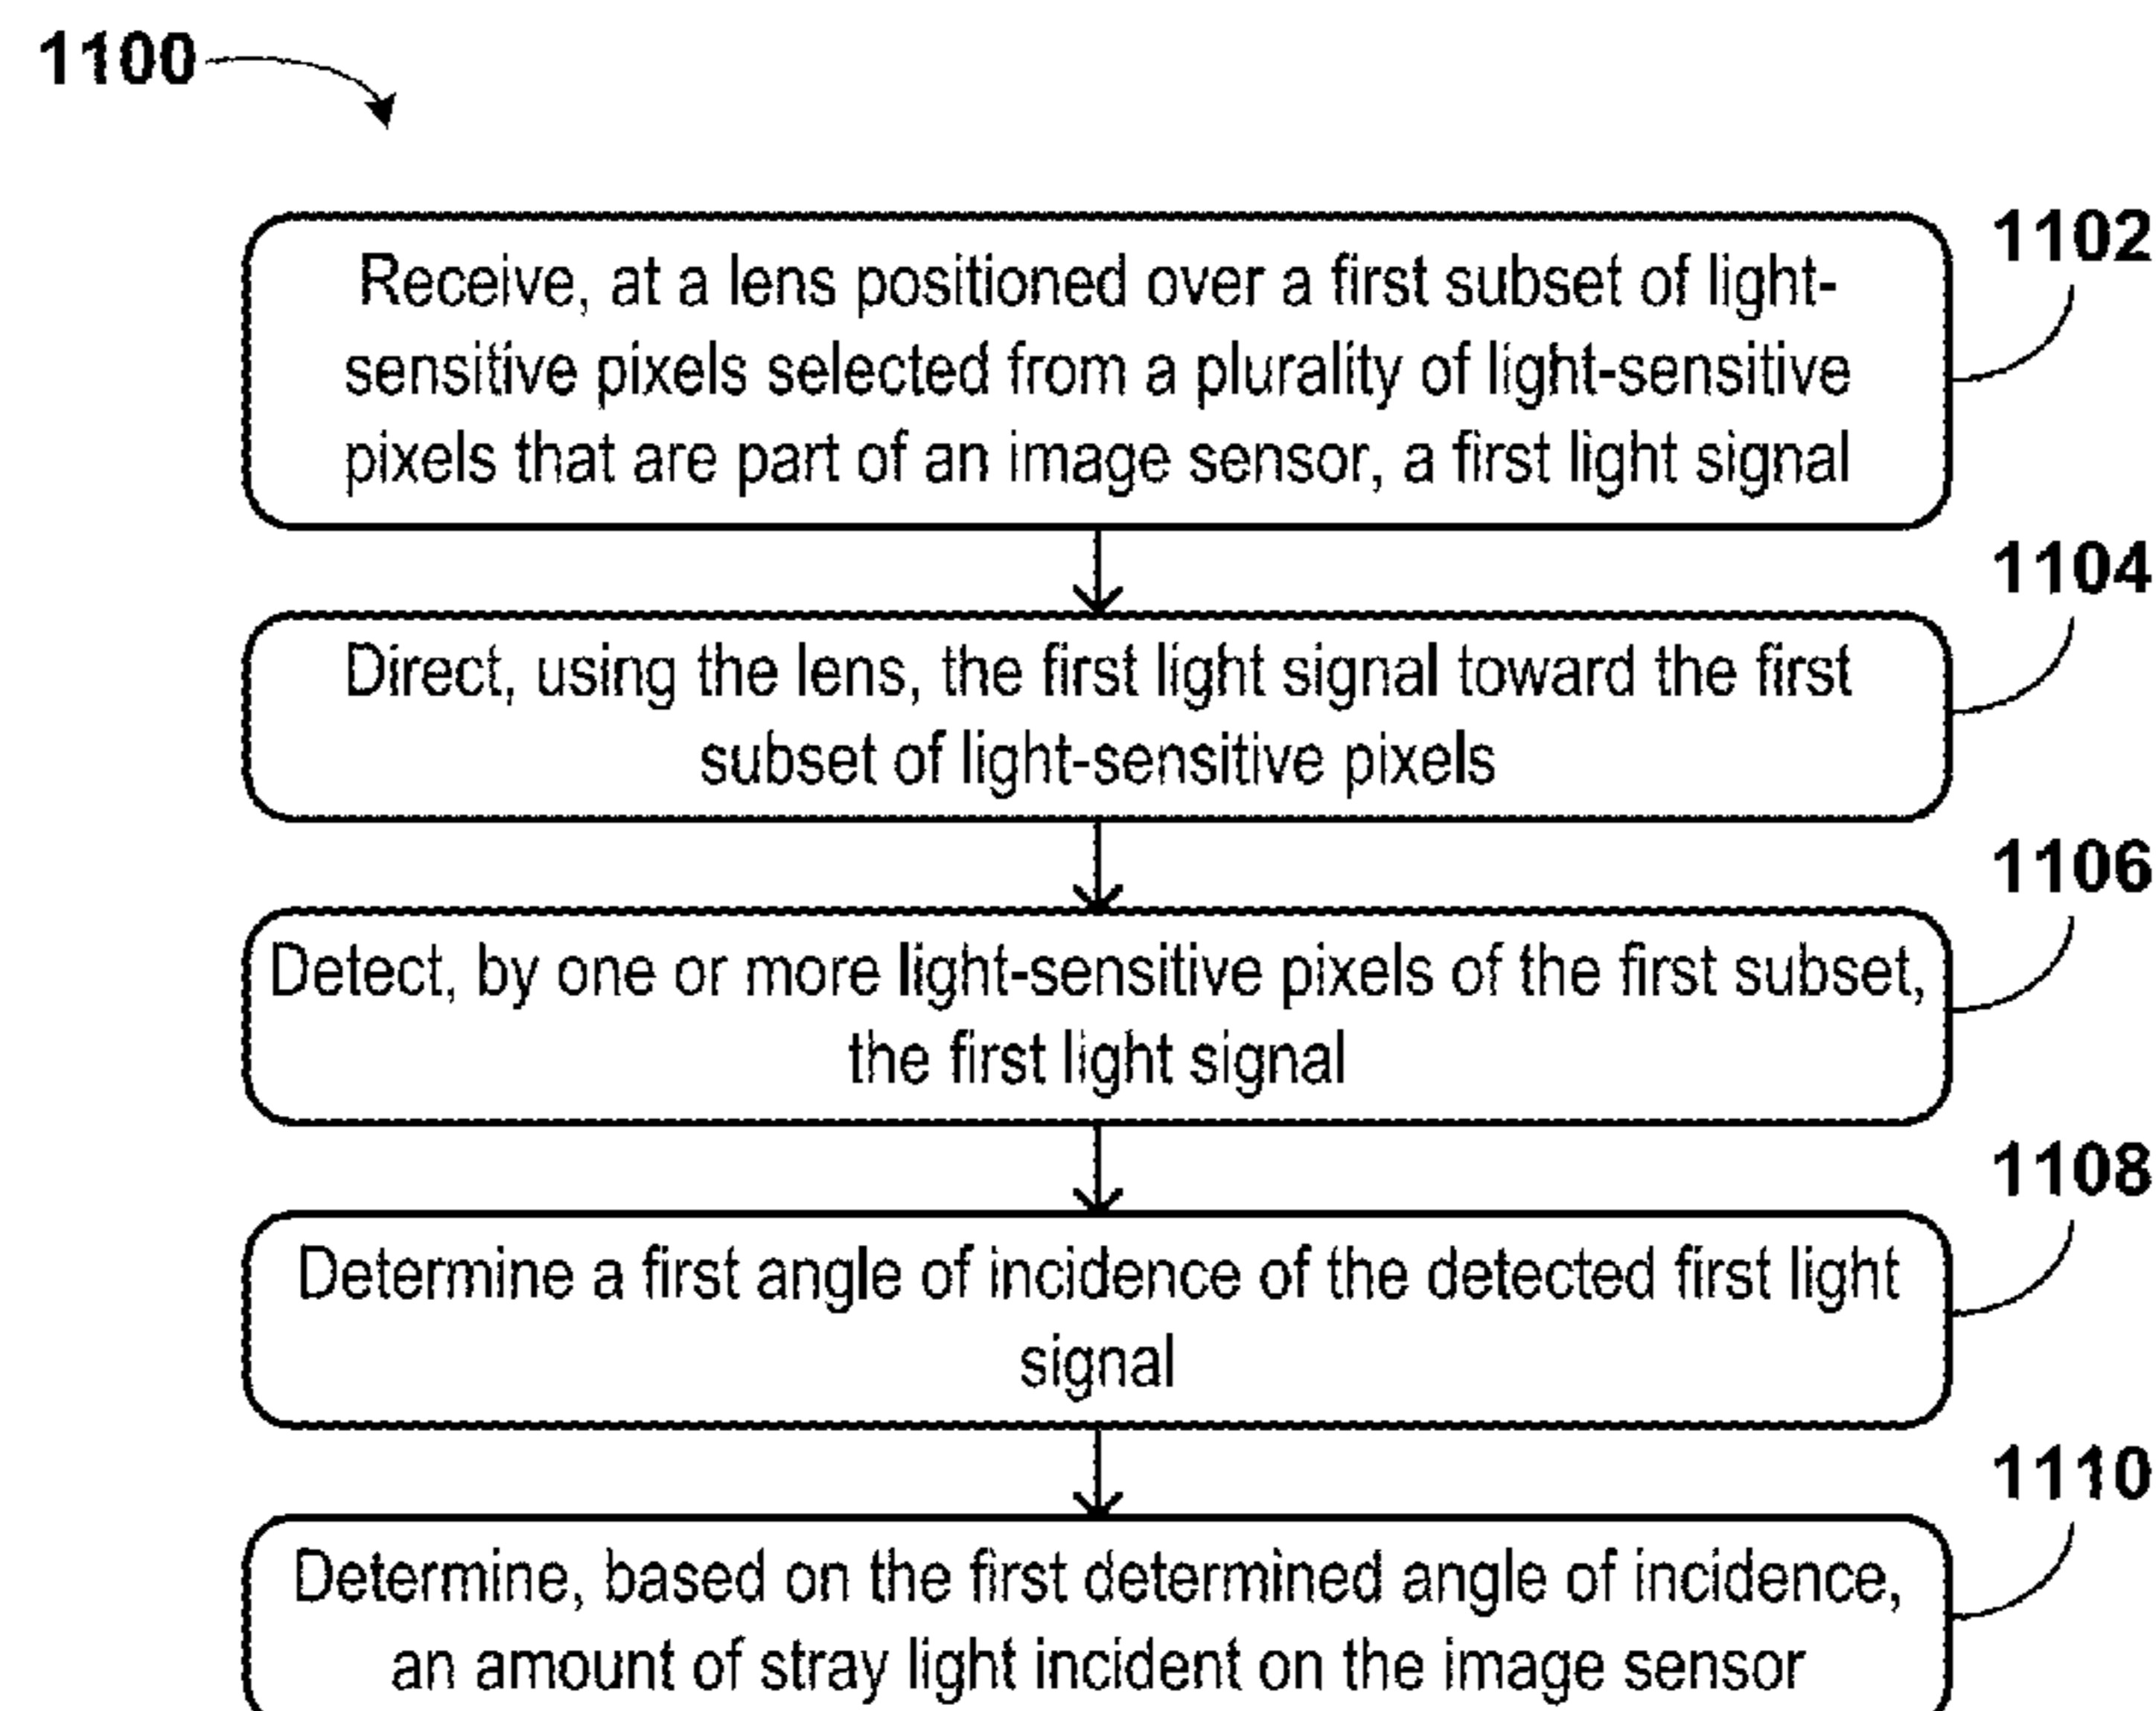 1100
1102
Receive, at a lens positioned over a first subset of light-
sensitive pixels selected from a plurality of light-sensitive
pixels that are part of an image sensor, a first light signal
1104
Direct, using the lens, the first light signal toward the first
subset of light-sensitive pixels
1106
Detect, by one or more light-sensitive pixels of the first subset,
the first light signal
1108
Determine a first angle of incidence of the detected first light
signal
1110
Determine, based on the first determined angle of incidence,
an amount of stray light incident on the image sensor